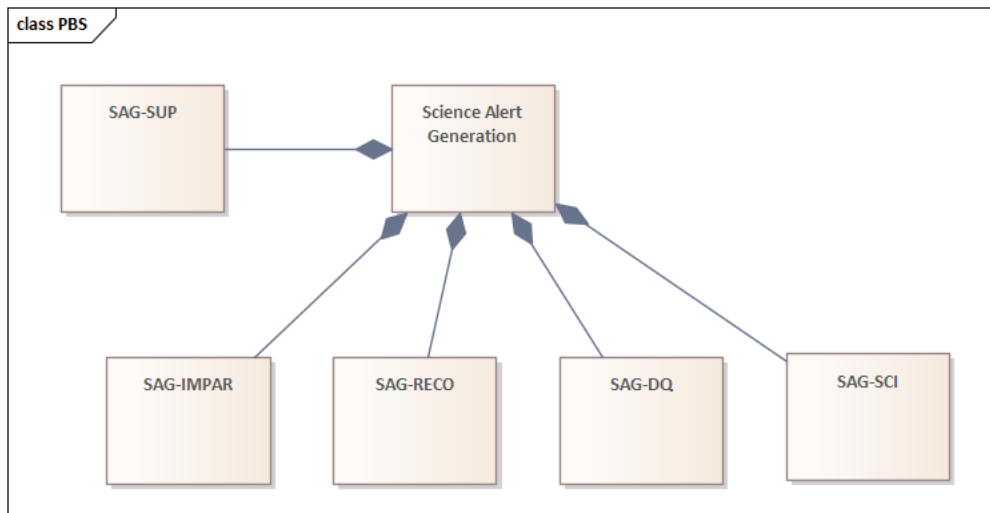 class PBS
SAG-SUP
Science Alert
Generation
SAG-IMPAR
SAG-RECO
SAG-DQ
SAG-SCI